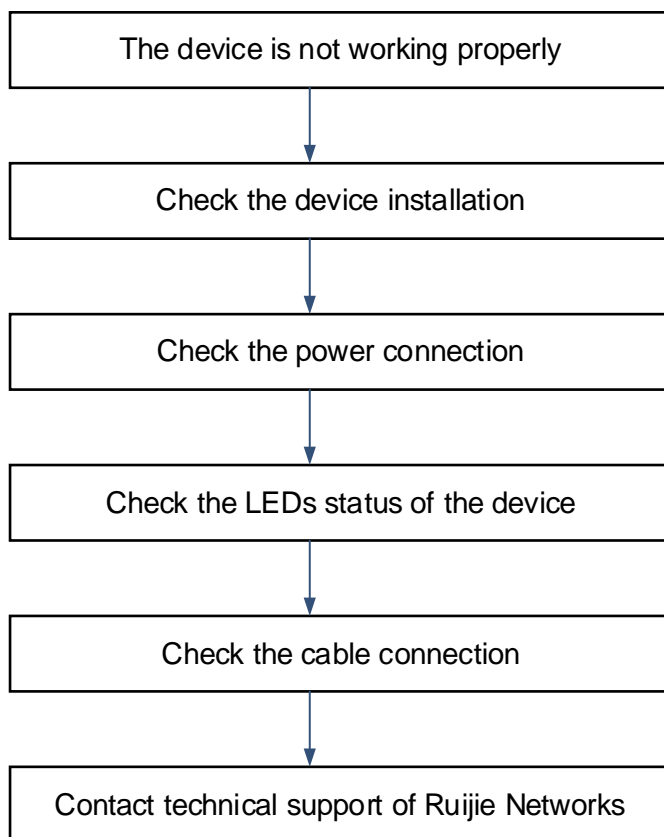 The device is not working properly
Check the device installation
Check the power connection
Check the LEDs status of the device
Check the cable connection
Contact technical support of Ruijie Networks